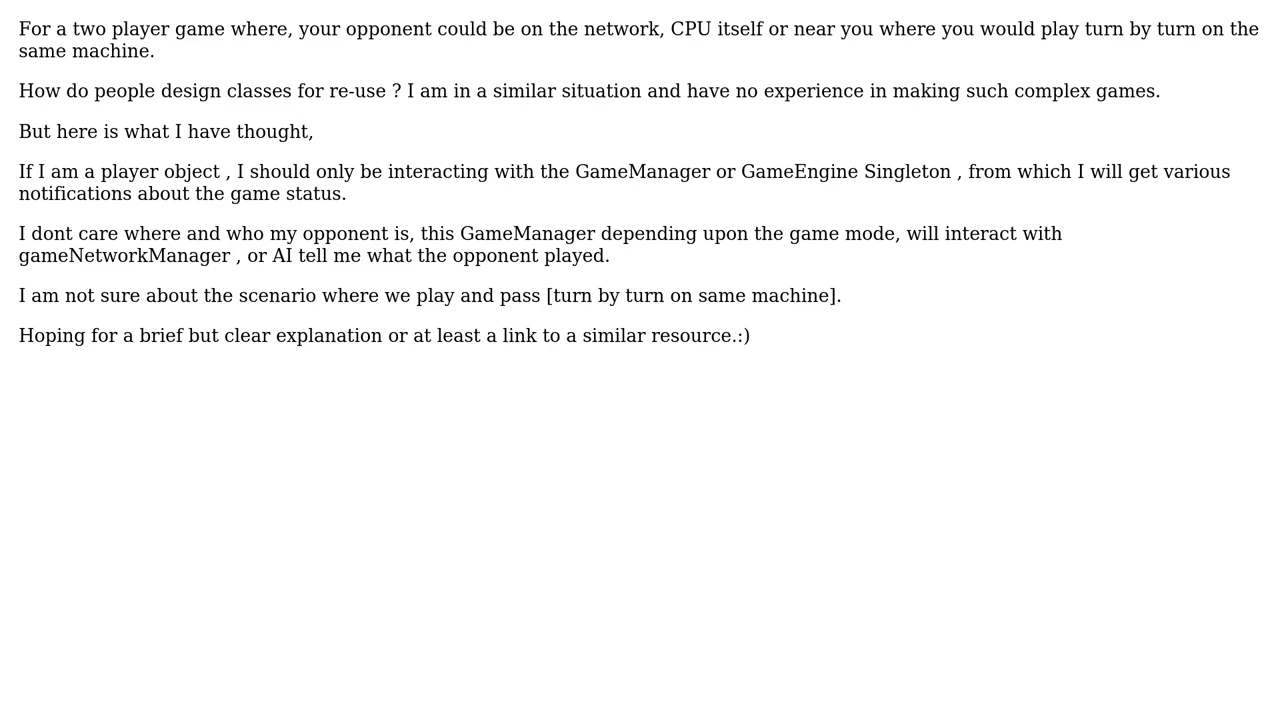 For a two player game where, your opponent could be on the network, CPU itself or near you where you would play turn by turn on the
same machine.
How do people design classes for re-use ? I am in a similar situation and have no experience in making such complex games.
But here is what I have thought,
If I am a player object , I should only be interacting with the GameManager or GameEngine Singleton , from which I will get various
notifications about the game status.
I dont care where and who my opponent is, this GameManager depending upon the game mode, will interact with
gameNetworkManager , or AI tell me what the opponent played.
I am not sure about the scenario where we play and pass [turn by turn on same machine].
Hoping for a brief but clear explanation or at least a link to a similar resource.:)